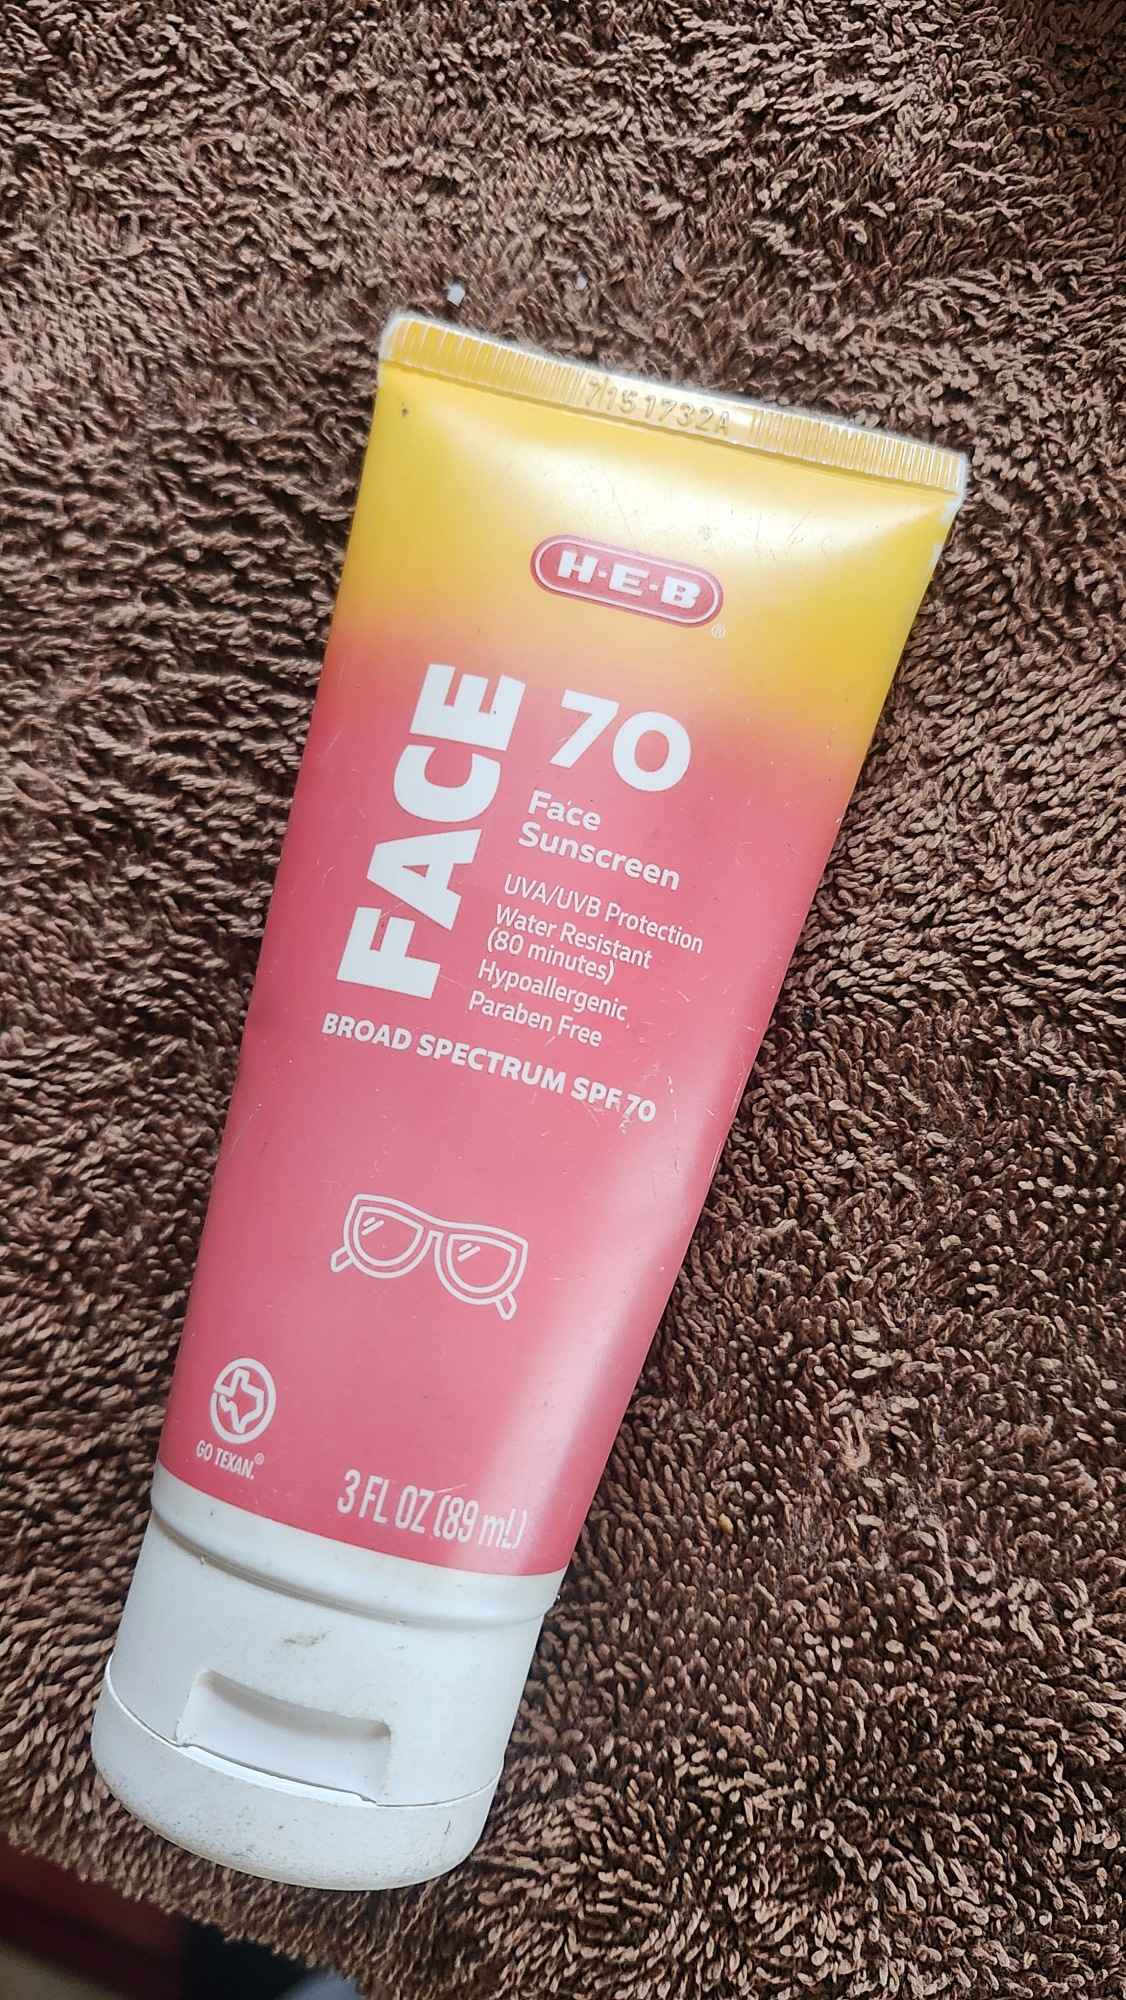 7151732A
H-E-B®
FACE
70
Face
Sunscreen
UVA/UVB Protection
Water Resistant
(80 minutes)
Hypoallergenic
Paraben Free
BROAD SPECTRUM SPF 70
GO TEXAN.®
3 FL OZ (89 mL)